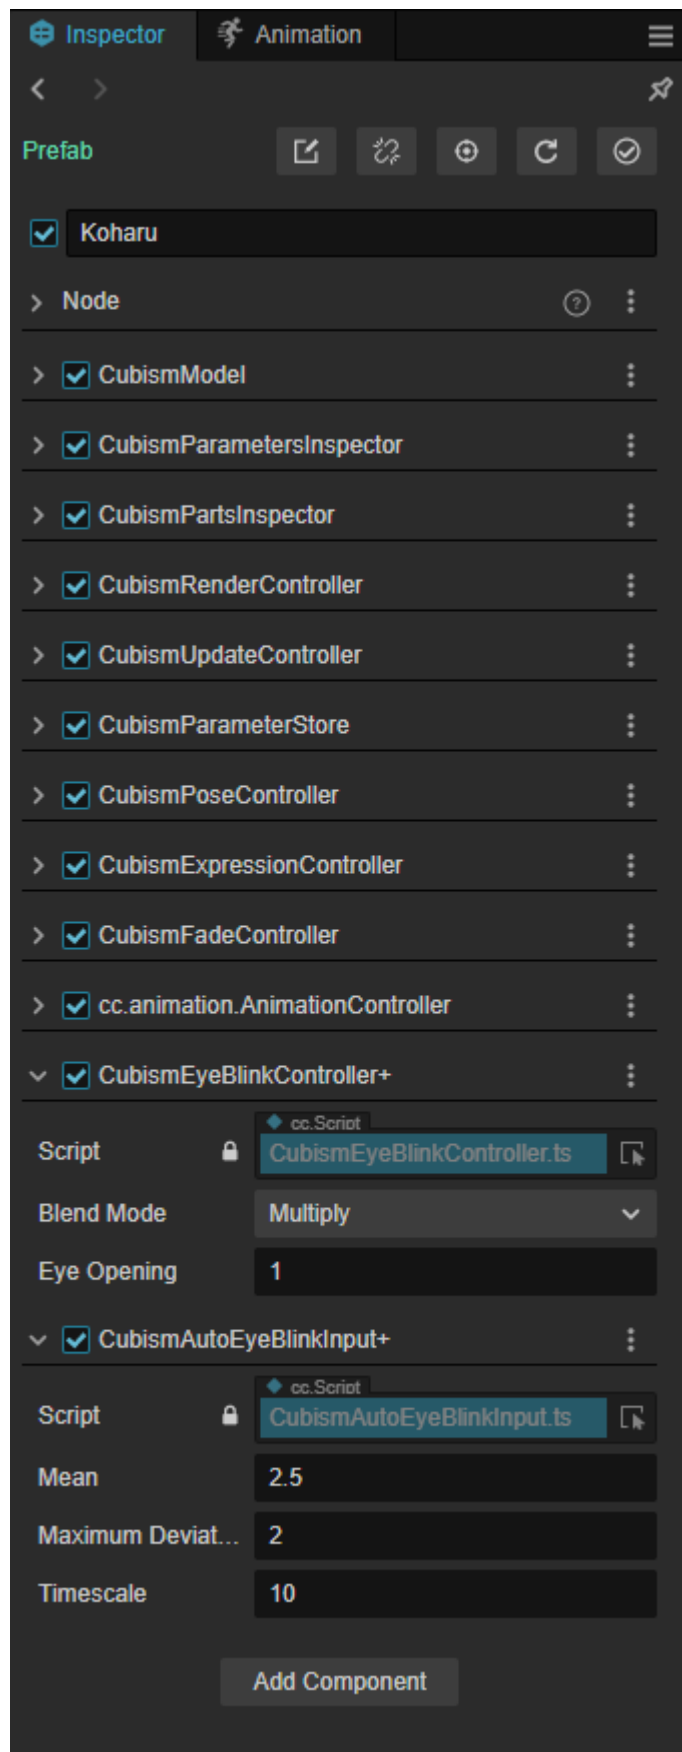 Inspector
Animation
Prefab
Koharu
Node
CubismModel
CubismParametersInspector
CubismPartsInspector
CubismRenderController
CubismUpdateController
CubismParameterStore
CubismPoseController
CubismExpressionController
CubismFadeController
cc.animation.AnimationController
CubismEyeBlinkController+
cc.Script
Script
CubismEyeBlinkController.ts
Blend Mode
Multiply
Eye Opening
1
CubismAutoEyeBlinkInput+
cc.Script
Script
CubismAutoEyeBlinkInput.ts
Mean
2.5
Maximum Deviat...
2
Timescale
10
Add Component